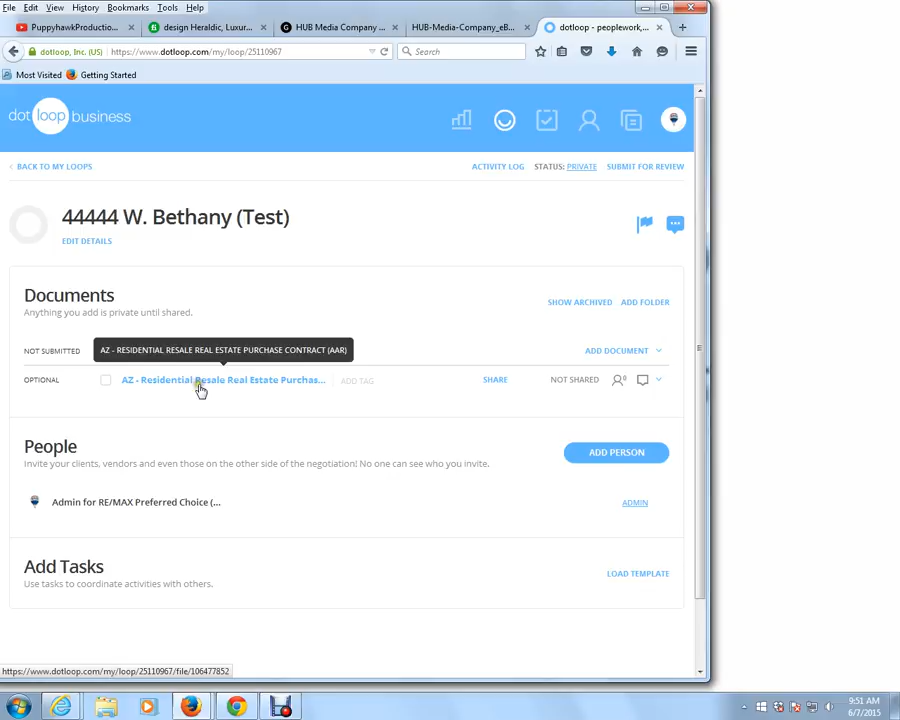 File Edit View History Bookmarks Tools Help
PuppyhawkProduction... × design Heraldic, Luxur... × HUB Media Company ... × HUB-Media-Company_eB... × dotloop - peoplework,... × +
dotloop, Inc. (US) https://www.dotloop.com/my/loop/25110967 Search
Most Visited Getting Started
dotloop business
< BACK TO MY LOOPS ACTIVITY LOG STATUS: PRIVATE SUBMIT FOR REVIEW
44444 W. Bethany (Test)
EDIT DETAILS
Documents
Anything you add is private until shared.
SHOW ARCHIVED ADD FOLDER
NOT SUBMITTED AZ - RESIDENTIAL RESALE REAL ESTATE PURCHASE CONTRACT (AAR) ADD DOCUMENT
OPTIONAL AZ - Residential Resale Real Estate Purchas... ADD TAG SHARE NOT SHARED 0
People
Invite your clients, vendors and even those on the other side of the negotiation! No one can see who you invite.
ADD PERSON
Admin for RE/MAX Preferred Choice (... ADMIN
Add Tasks
Use tasks to coordinate activities with others.
LOAD TEMPLATE
https://www.dotloop.com/my/loop/25110967/file/106477852
9:51 AM
6/7/2015